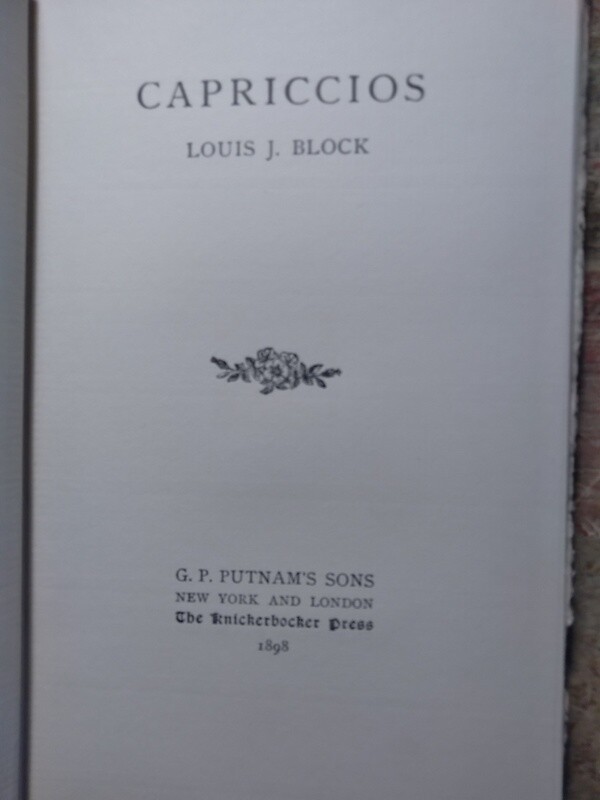 CAPRICCIOS
LOUIS J. BLOCK
G. P. PUTNAM'S SONS
NEW YORK AND LONDON
The Knickerbocker Press
1898